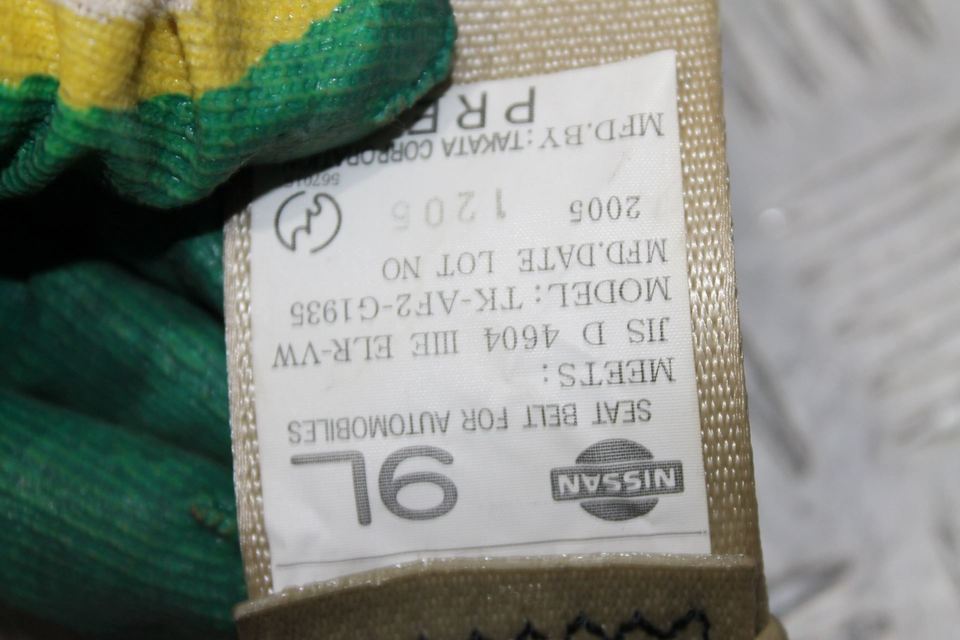 NISSAN 9L
SEAT BELT FOR AUTOMOBILES
MEETS:
JIS D 4604 IIIE ELR-VW
MODEL: TK-AF2-G1935
MFD.DATE LOT NO
2005 1205
MFD.BY: TAKATA CORPORATIO
PRE